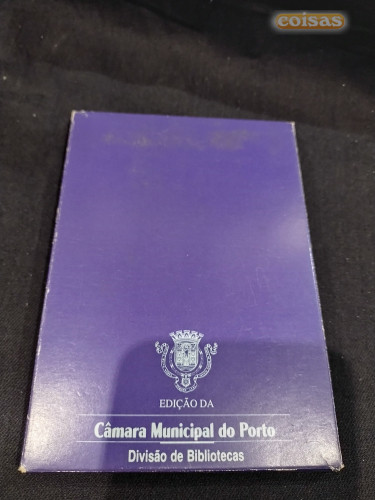 coisas
EDIÇÃO DA
Câmara Municipal do Porto
Divisão de Bibliotecas